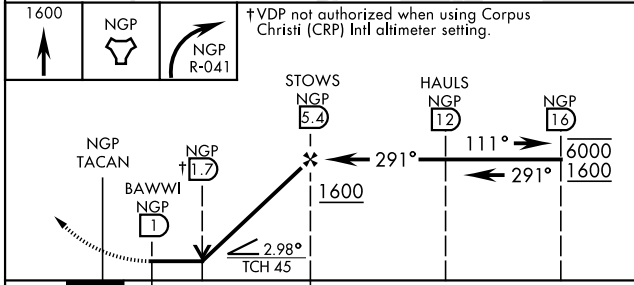 1600
NGP
NGP
R-041
†VDP not authorized when using Corpus
Christi (CRP) Intl altimeter setting.
STOWS
NGP
5.4
HAULS
NGP
12
NGP
16
NGP
TACAN
NGP
†1.7
BAWWI
NGP
1
291°
111°
291°
6000
1600
1600
2.98°
TCH 45